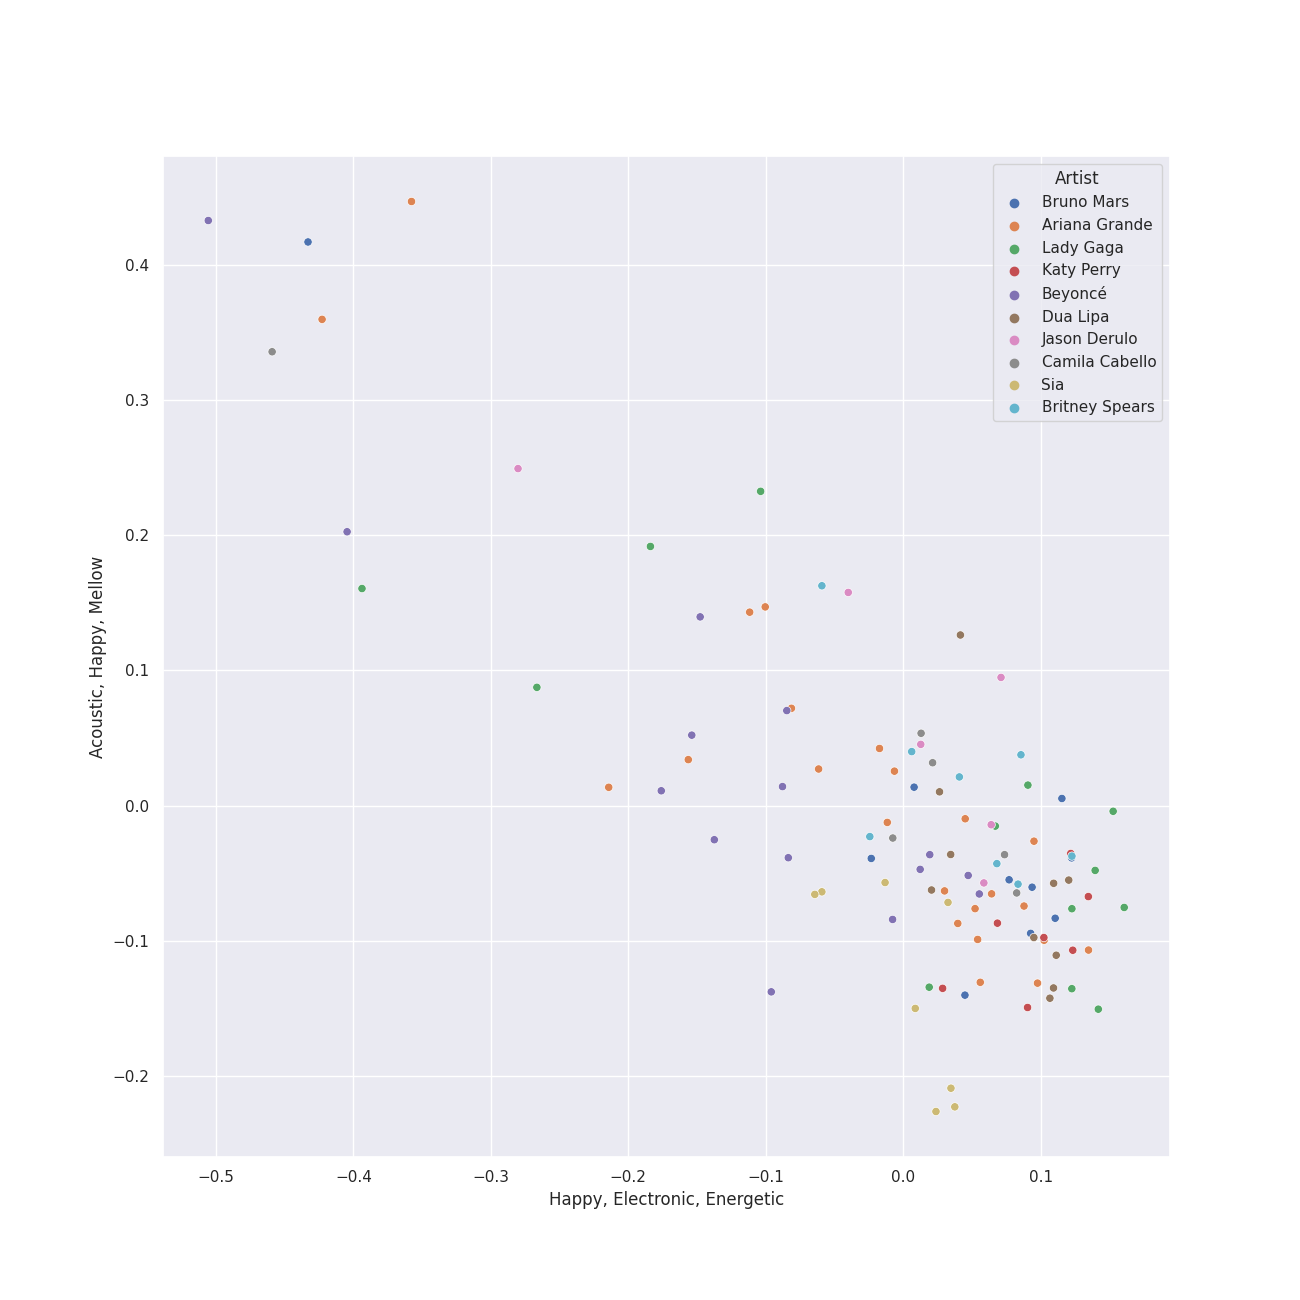 Artist
Bruno Mars
Ariana Grande
Lady Gaga
Katy Perry
Beyoncé
Dua Lipa
Jason Derulo
Camila Cabello
Sia
Britney Spears
0.4
0.3
0.2
0.1
0.0
−0.1
−0.2
Acoustic, Happy, Mellow
−0.5 −0.4 −0.3 −0.2 −0.1 0.0 0.1
Happy, Electronic, Energetic